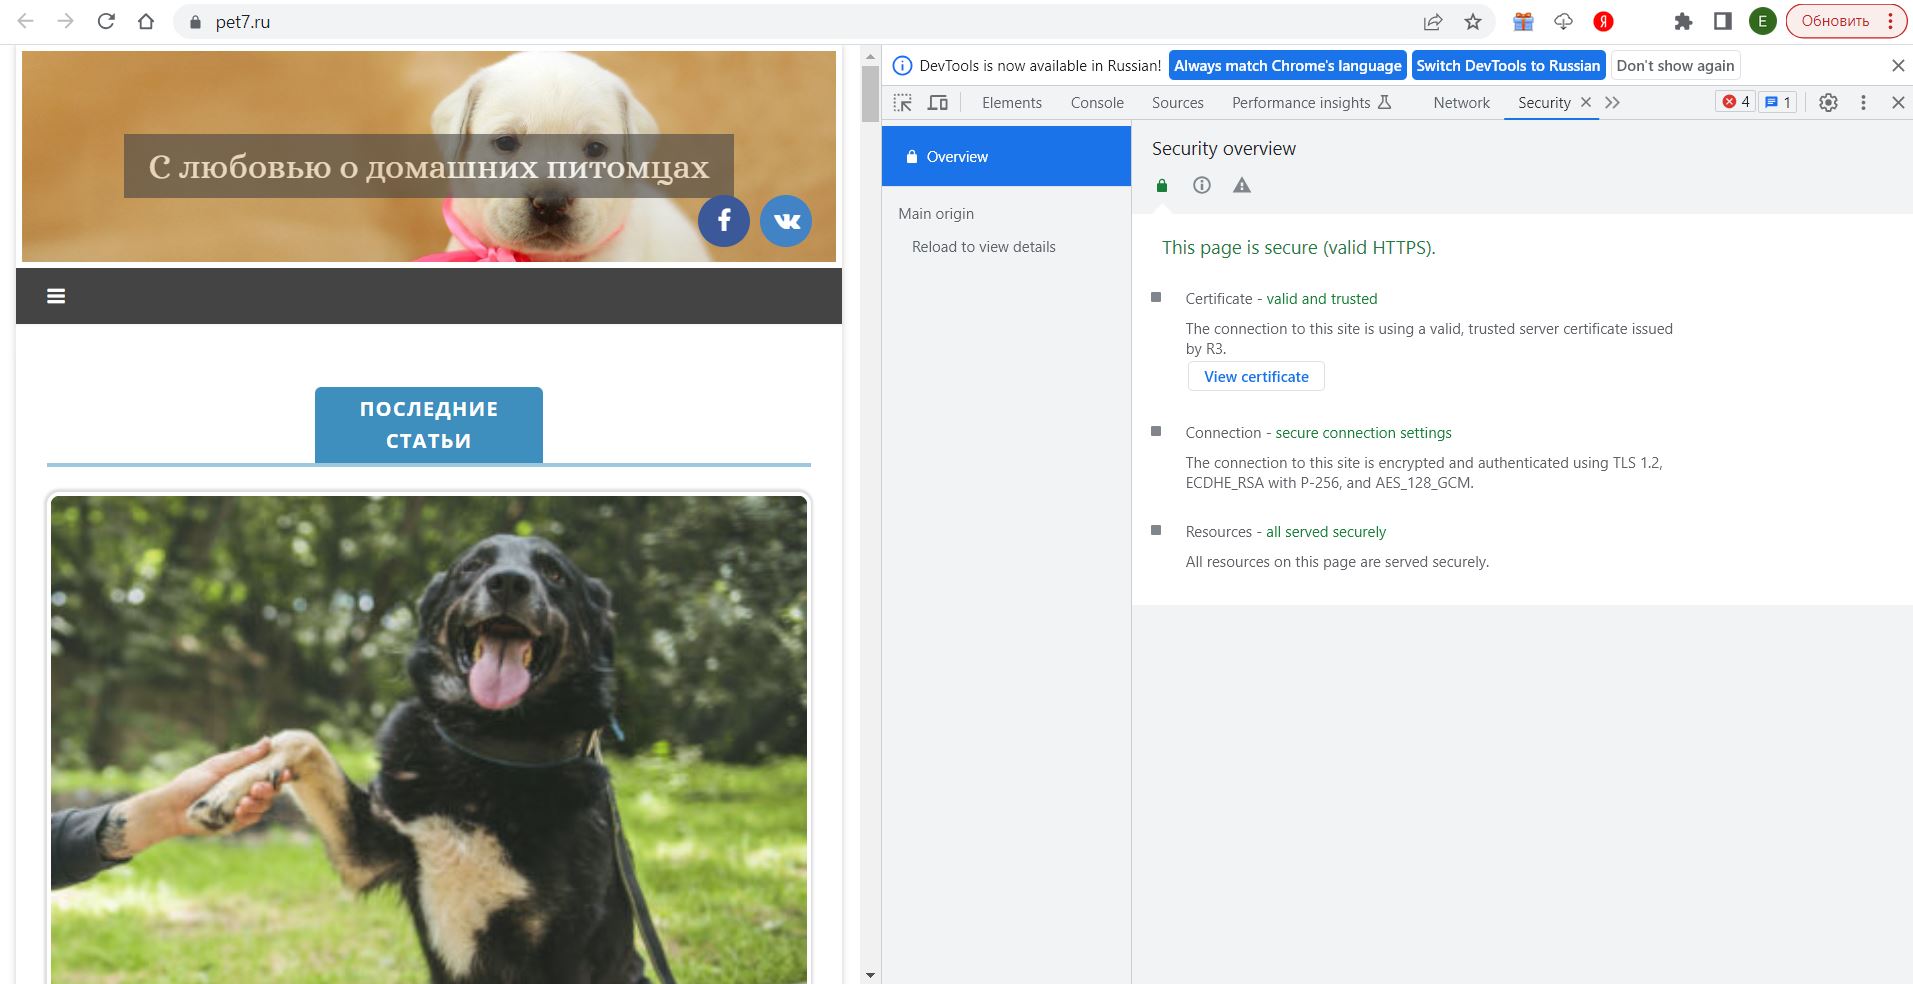 pet7.ru
E
Обновить
С любовью о домашних питомцах
ПОСЛЕДНИЕ
СТАТЬИ
DevTools is now available in Russian!
Always match Chrome's language
Switch DevTools to Russian
Don't show again
Elements
Console
Sources
Performance insights
Network
Security
4
1
Overview
Main origin
Reload to view details
Security overview
This page is secure (valid HTTPS).
Certificate - valid and trusted
The connection to this site is using a valid, trusted server certificate issued
by R3.
View certificate
Connection - secure connection settings
The connection to this site is encrypted and authenticated using TLS 1.2,
ECDHE_RSA with P-256, and AES_128_GCM.
Resources - all served securely
All resources on this page are served securely.